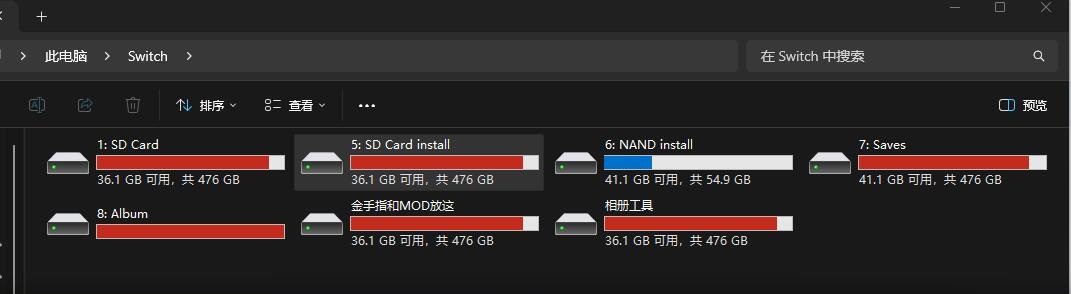 此电脑 > Switch >
在 Switch 中搜索
排序 查看 ··· 预览
1: SD Card
36.1 GB 可用，共 476 GB
5: SD Card install
36.1 GB 可用，共 476 GB
6: NAND install
41.1 GB 可用，共 54.9 GB
7: Saves
41.1 GB 可用，共 476 GB
8: Album
金手指和MOD放这
36.1 GB 可用，共 476 GB
相册工具
36.1 GB 可用，共 476 GB